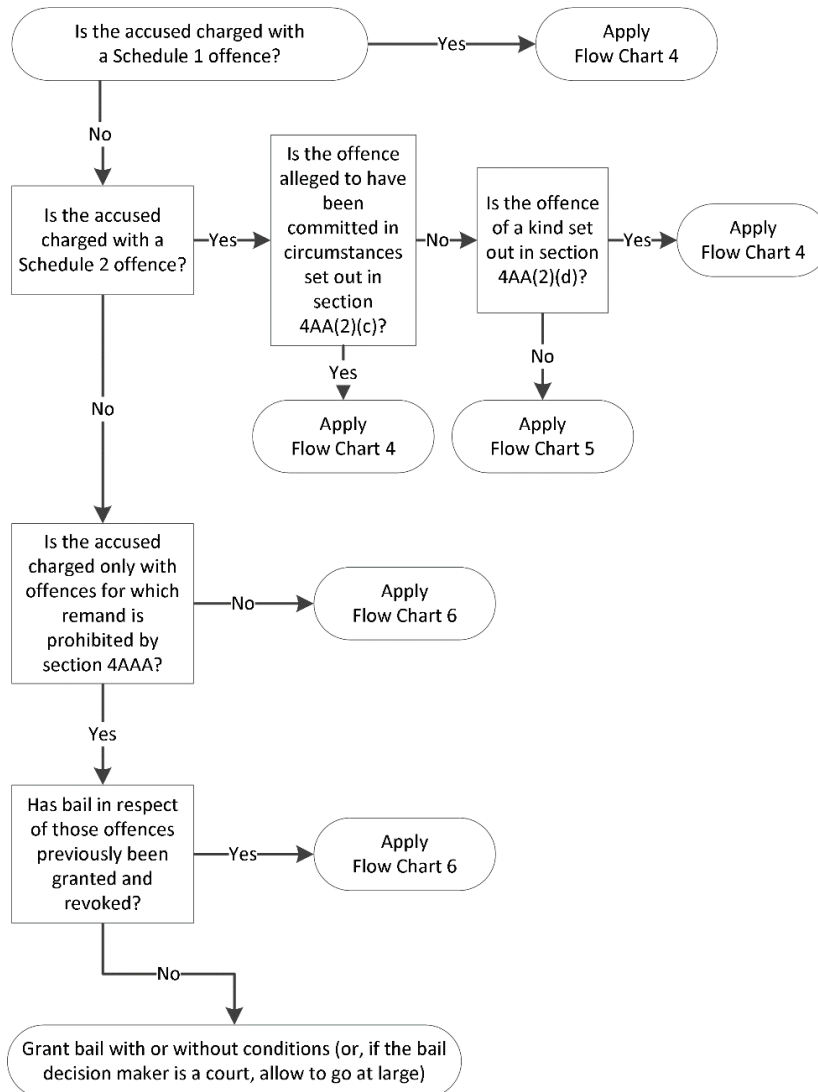 Is the accused charged with
a Schedule 1 offence?
Yes
Apply
Flow Chart 4
No
Is the accused
charged with a
Schedule 2 offence?
Yes
Is the offence
alleged to have
been
committed in
circumstances
set out in
section
4AA(2)(c)?
No
Is the offence
of a kind set
out in section
4AA(2)(d)?
Yes
Apply
Flow Chart 4
Yes
Apply
Flow Chart 4
No
Apply
Flow Chart 5
No
Is the accused
charged only with
offences for which
remand is
prohibited by
section 4AAA?
No
Apply
Flow Chart 6
Yes
Has bail in respect
of those offences
previously been
granted and
revoked?
Yes
Apply
Flow Chart 6
No
Grant bail with or without conditions (or, if the bail
decision maker is a court, allow to go at large)